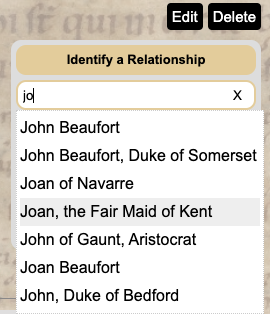 Edit Delete
Identify a Relationship
jo X
John Beaufort
John Beaufort, Duke of Somerset
Joan of Navarre
Joan, the Fair Maid of Kent
John of Gaunt, Aristocrat
Joan Beaufort
John, Duke of Bedford